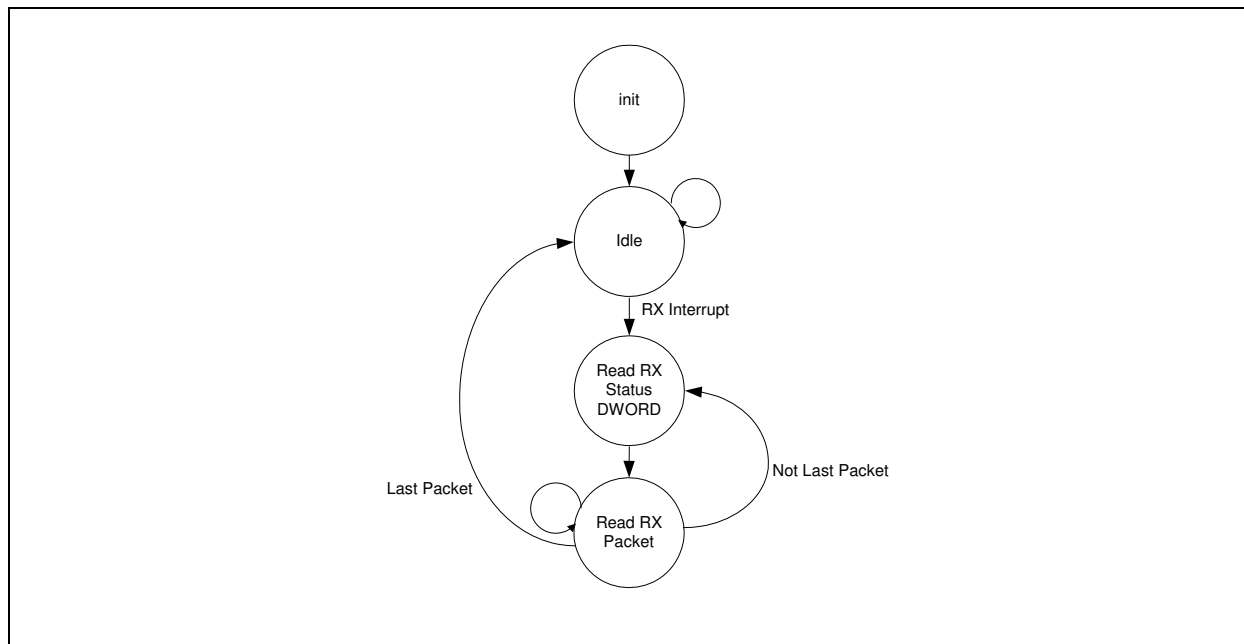 init
Idle
RX Interrupt
Read RX
Status
DWORD
Not Last Packet
Last Packet
Read RX
Packet